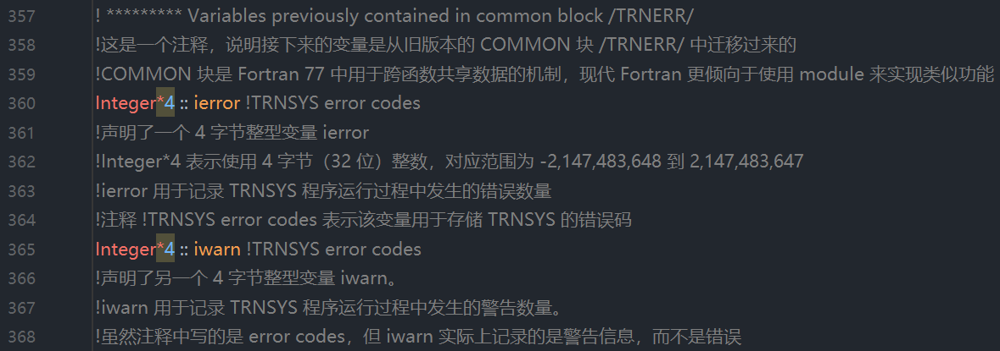 357 ! ********* Variables previously contained in common block /TRNERR/
358 !这是一个注释，说明接下来的变量是从旧版本的 COMMON 块 /TRNERR/ 中迁移过来的
359 !COMMON 块是 Fortran 77 中用于跨函数共享数据的机制，现代 Fortran 更倾向于使用 module 来实现类似功能
360 Integer*4 :: ierror !TRNSYS error codes
361 !声明了一个 4 字节整型变量 ierror
362 !Integer*4 表示使用 4 字节（32 位）整数，对应范围为 -2,147,483,648 到 2,147,483,647
363 !ierror 用于记录 TRNSYS 程序运行过程中发生的错误数量
364 !注释 !TRNSYS error codes 表示该变量用于存储 TRNSYS 的错误码
365 Integer*4 :: iwarn !TRNSYS error codes
366 !声明了另一个 4 字节整型变量 iwarn。
367 !iwarn 用于记录 TRNSYS 程序运行过程中发生的警告数量。
368 !虽然注释中写的是 error codes，但 iwarn 实际上记录的是警告信息，而不是错误